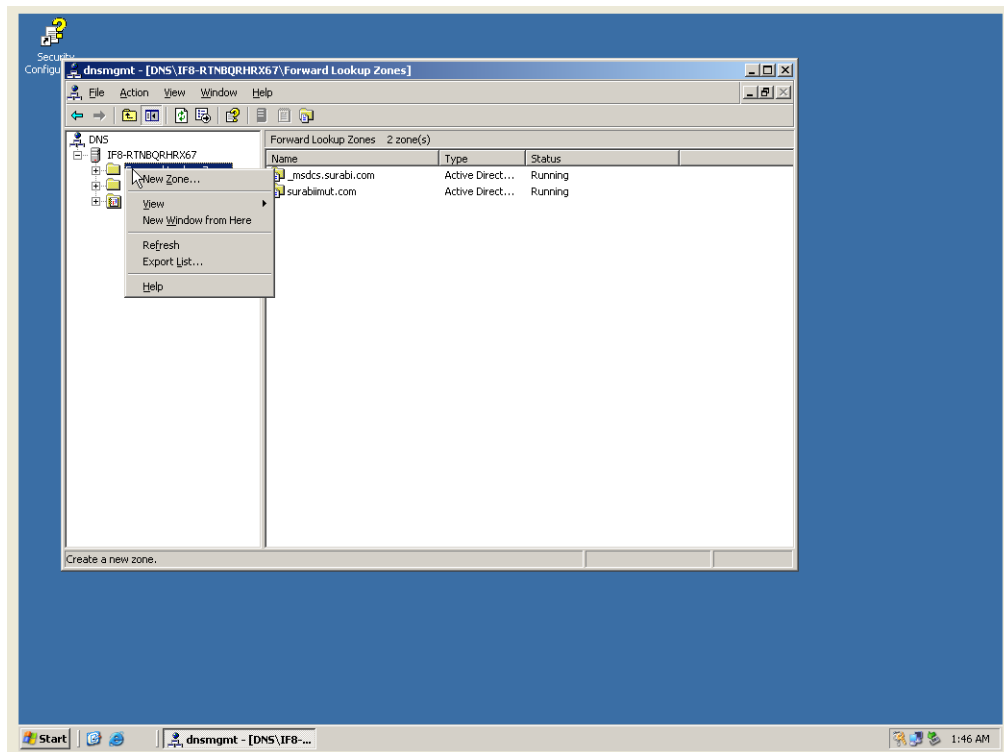 Security
Configu
dnsmgmt - [DNS\IF8-RTNBQRHRX67\Forward Lookup Zones]
File Action View Window Help
DNS
IF8-RTNBQRHRX67
Forward Lookup Zones 2 zone(s)
Name Type Status
_msdcs.surabi.com Active Direct... Running
surabiimut.com Active Direct... Running
New Zone...
View
New Window from Here
Refresh
Export List...
Help
Create a new zone.
Start
dnsmgmt - [DNS\IF8-...
1:46 AM